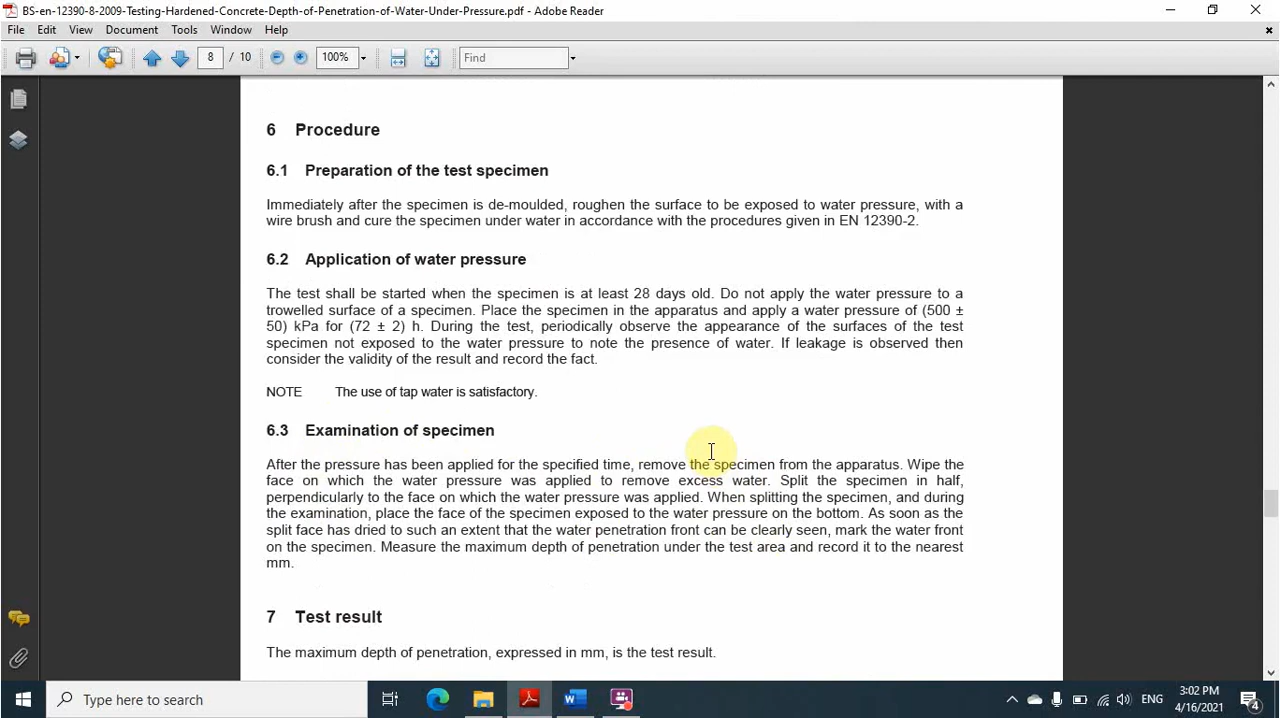 BS-en-12390-8-2009-Testing-Hardened-Concrete-Depth-of-Penetration-of-Water-Under-Pressure.pdf - Adobe Reader
File Edit View Document Tools Window Help
8 / 10 100% Find
6 Procedure
6.1 Preparation of the test specimen
Immediately after the specimen is de-moulded, roughen the surface to be exposed to water pressure, with a
wire brush and cure the specimen under water in accordance with the procedures given in EN 12390-2.
6.2 Application of water pressure
The test shall be started when the specimen is at least 28 days old. Do not apply the water pressure to a
trowelled surface of a specimen. Place the specimen in the apparatus and apply a water pressure of (500 ±
50) kPa for (72 ± 2) h. During the test, periodically observe the appearance of the surfaces of the test
specimen not exposed to the water pressure to note the presence of water. If leakage is observed then
consider the validity of the result and record the fact.
NOTE The use of tap water is satisfactory.
6.3 Examination of specimen
After the pressure has been applied for the specified time, remove the specimen from the apparatus. Wipe the
face on which the water pressure was applied to remove excess water. Split the specimen in half,
perpendicularly to the face on which the water pressure was applied. When splitting the specimen, and during
the examination, place the face of the specimen exposed to the water pressure on the bottom. As soon as the
split face has dried to such an extent that the water penetration front can be clearly seen, mark the water front
on the specimen. Measure the maximum depth of penetration under the test area and record it to the nearest
mm.
7 Test result
The maximum depth of penetration, expressed in mm, is the test result.
Type here to search
ENG
3:02 PM
4/16/2021
4